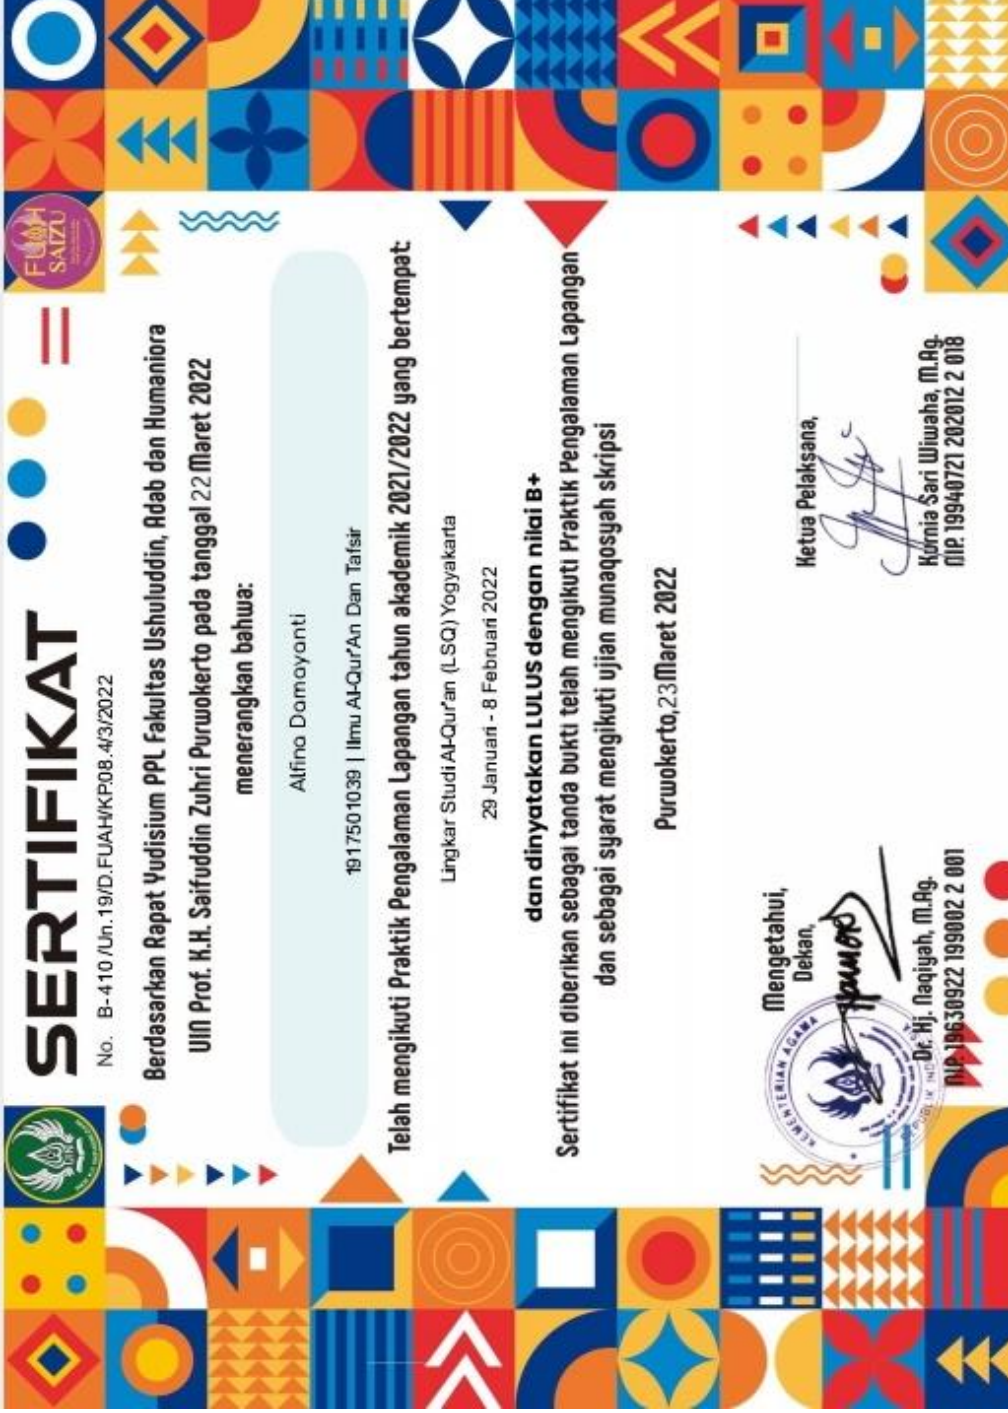 FUAH
SAIZU
SERTIFIKAT
No. B-410/Un.19/D.FUAH/KP.08.4/3/2022
Berdasarkan Rapat Yudisium PPL Fakultas Ushuluddin, Adab dan Humaniora
UIN Prof. K.H. Saifuddin Zuhri Purwokerto pada tanggal 22 Maret 2022
menerangkan bahwa:
Alfina Damayanti
1917501039 | Ilmu Al-Qur'An Dan Tafsir
Telah mengikuti Praktik Pengalaman Lapangan tahun akademik 2021/2022 yang bertempat:
Lingkar Studi Al-Qur'an (LSQ) Yogyakarta
29 Januari - 8 Februari 2022
dan dinyatakan LULUS dengan nilai B+
Sertifikat ini diberikan sebagai tanda bukti telah mengikuti Praktik Pengalaman Lapangan
dan sebagai syarat mengikuti ujian munaqosyah skripsi
Purwokerto,23 Maret 2022
Mengetahui,
Dekan,
KEMENTERIAN AGAMA
Dr. Hj. Naqiyah, M.Ag.
NIP. 19630922 199002 2 001
Ketua Pelaksana,
Kurnia Sari Wiwaha, M.Ag.
NIP. 19940721 202012 2 018